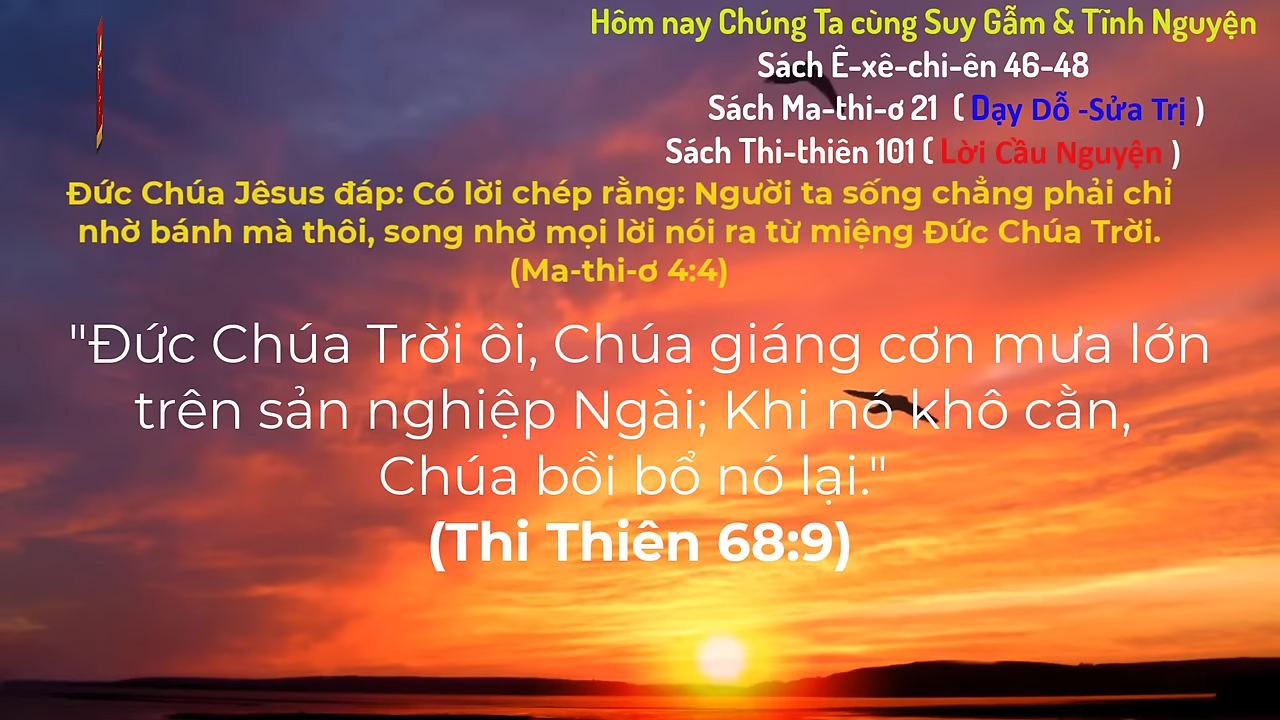 Hôm nay Chúng Ta cùng Suy Gẫm & Tĩnh Nguyện
Sách Ê-xê-chi-ên 46-48
Sách Ma-thi-ơ 21 ( Dạy Dỗ -Sửa Trị )
Sách Thi-thiên 101 ( Lời Cầu Nguyện )
Đức Chúa Jêsus đáp: Có lời chép rằng: Người ta sống chẳng phải chỉ
nhờ bánh mà thôi, song nhờ mọi lời nói ra từ miệng Đức Chúa Trời.
(Ma-thi-ơ 4:4)
"Đức Chúa Trời ôi, Chúa giáng cơn mưa lớn
trên sản nghiệp Ngài; Khi nó khô cằn,
Chúa bồi bổ nó lại."
(Thi Thiên 68:9)